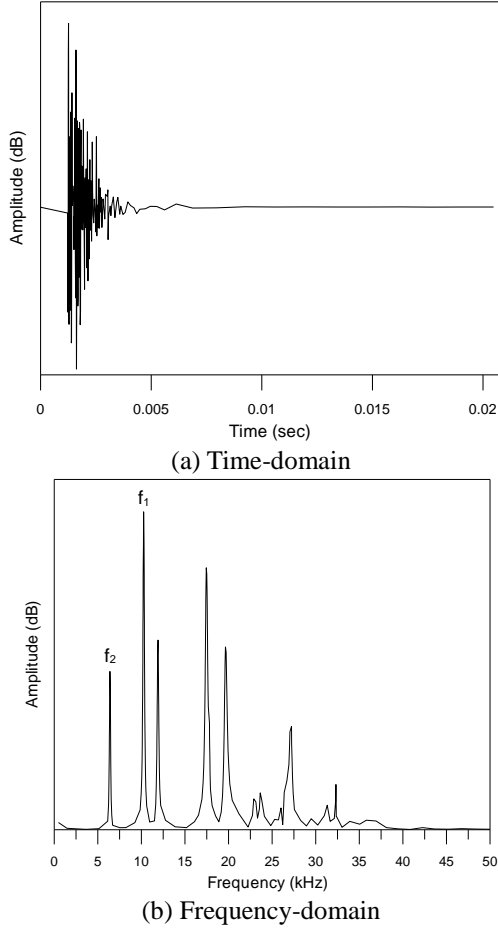 Amplitude (dB)
0 0.005 0.01 0.015 0.02
Time (sec)
(a) Time-domain
f₁
f₂
Amplitude (dB)
0 5 10 15 20 25 30 35 40 45 50
Frequency (kHz)
(b) Frequency-domain